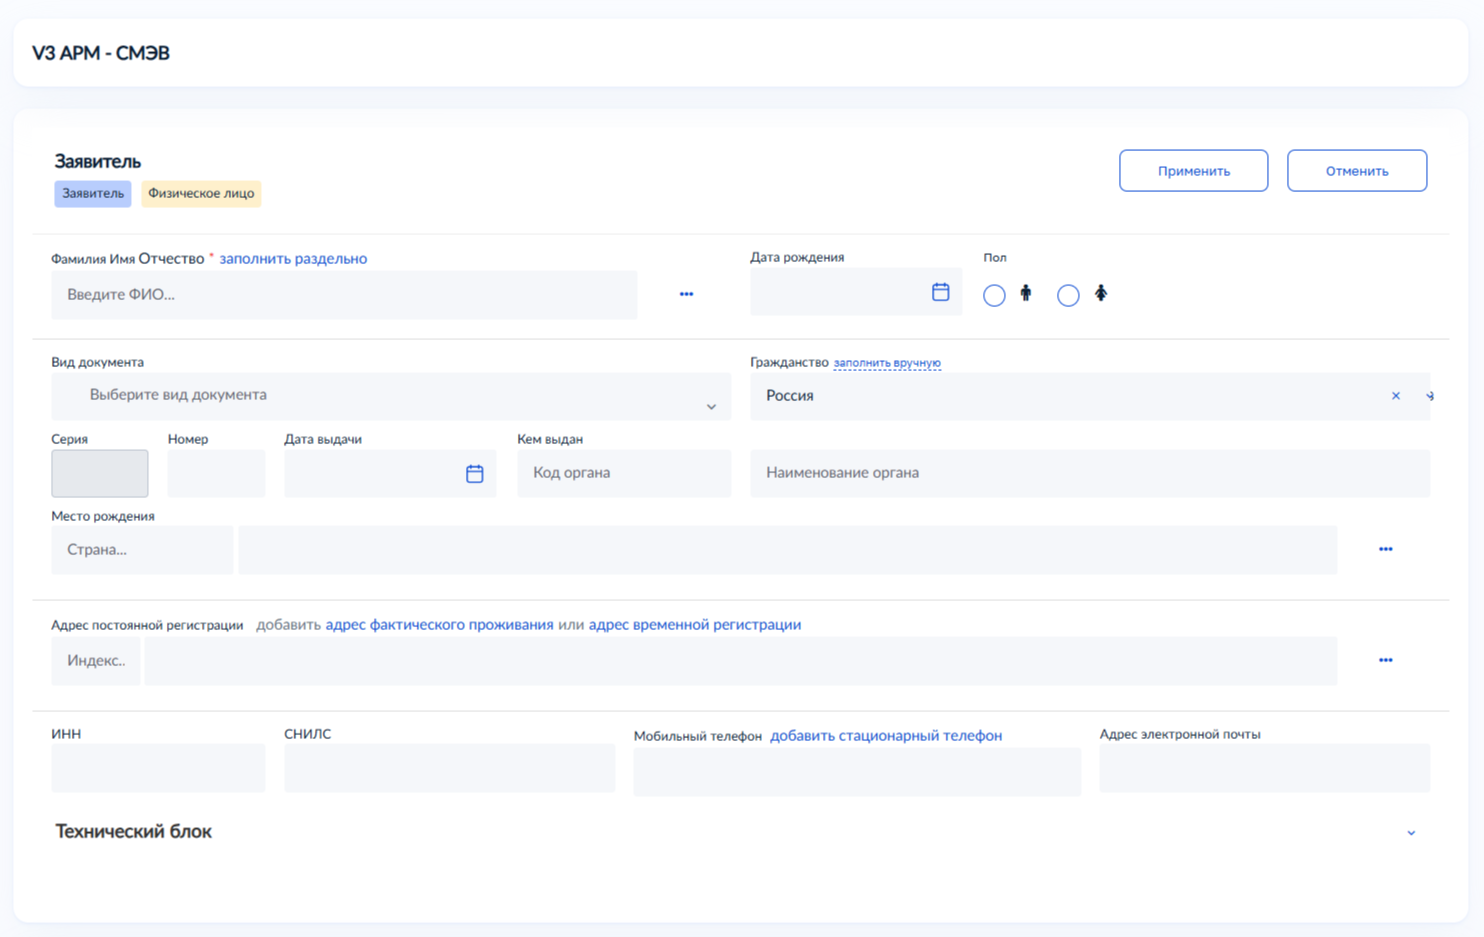 V3 АРМ - СМЭВ
Заявитель
Применить
Отменить
Заявитель
Физическое лицо
Фамилия Имя Отчество * заполнить раздельно
Дата рождения
Пол
Введите ФИО...
Вид документа
Гражданство заполнить вручную
Выберите вид документа
Россия
Серия
Номер
Дата выдачи
Кем выдан
Код органа
Наименование органа
Место рождения
Страна...
Адрес постоянной регистрации добавить адрес фактического проживания или адрес временной регистрации
Индекс..
ИНН
СНИЛС
Мобильный телефон добавить стационарный телефон
Адрес электронной почты
Технический блок